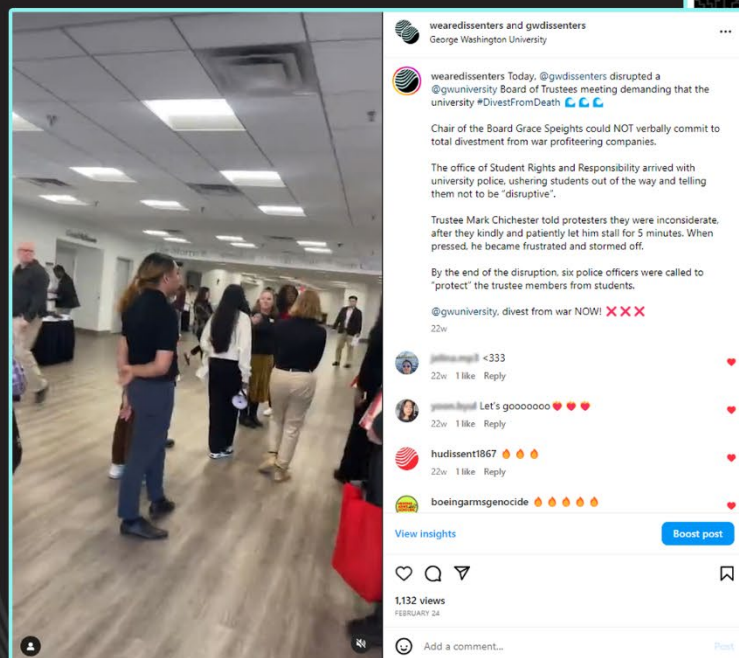 wearedissenters and gwdissenters
George Washington University
wearedissenters Today, @gwdissenters disrupted a
@gwuniversity Board of Trustees meeting demanding that the
university #DivestFromDeath 🌊🌊🌊
Chair of the Board Grace Speights could NOT verbally commit to
total divestment from war profiteering companies.
The office of Student Rights and Responsibility arrived with
university police, ushering students out of the way and telling
them not to be "disruptive".
Trustee Mark Chichester told protesters they were inconsiderate,
after they kindly and patiently let him stall for 5 minutes. When
pressed, he became frustrated and stormed off.
By the end of the disruption, six police officers were called to
"protect" the trustee members from students.
@gwuniversity, divest from war NOW! ❌❌❌
22w
<333
22w 1 like Reply
Let's gooooooo❤️❤️❤️
22w 1 like Reply
hudissent1867 🔥🔥🔥
22w 1 like Reply
boeingarmsgenocide 🔥🔥🔥🔥🔥
View insights
Boost post
1,132 views
FEBRUARY 24
Add a comment...
Post